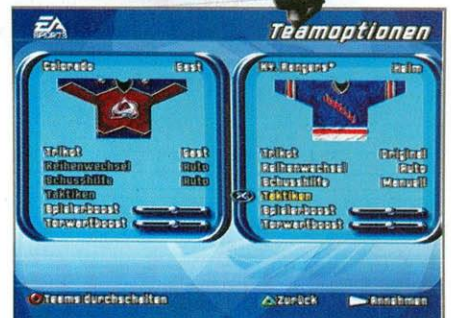 EA
SPORTS
Teamoptionen
Colorado Gast
N.Y. Rangers* Heim
Trikot Gast
Reihenwechsel Auto
Schusshilfe Auto
Taktiken
Spielerboost
Torwartboost
Trikot Original
Reihenwechsel Auto
Schusshilfe Manuell
Taktiken
Spielerboost
Torwartboost
Teams durchschalten
Zurück
Annehmen